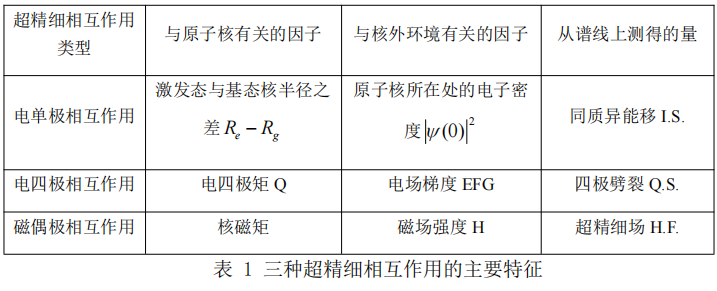 超精细相互作用类型 与原子核有关的因子 与核外环境有关的因子 从谱线上测得的量
电单极相互作用 激发态与基态核半径之差 R_e − R_g 原子核所在处的电子密度|ψ(0)|² 同质异能移 I.S.
电四极相互作用 电四极矩 Q 电场梯度 EFG 四极劈裂 Q.S.
磁偶极相互作用 核磁矩 磁场强度 H 超精细场 H.F.
表 1 三种超精细相互作用的主要特征